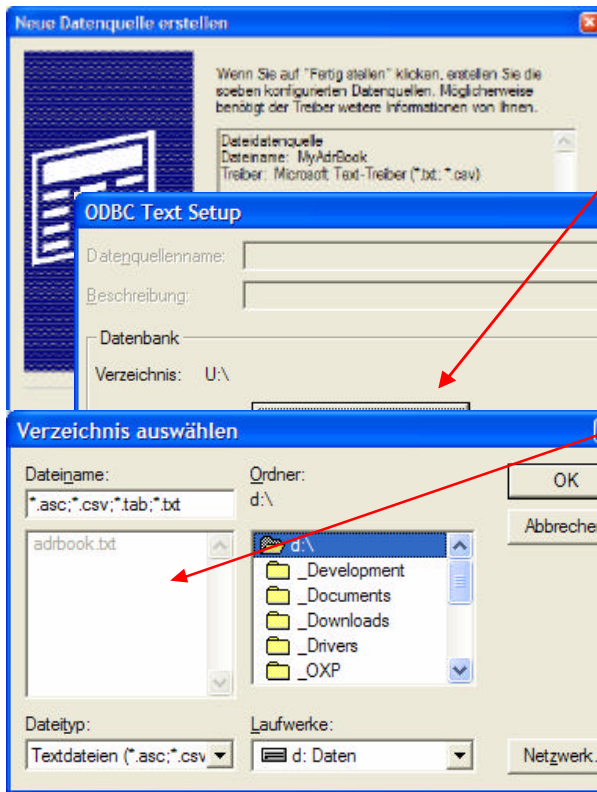 Neue Datenquelle erstellen
Wenn Sie auf "Fertig stellen" klicken, erstellen Sie die
soeben konfigurierten Datenquellen. Möglicherweise
benötigt der Treiber weitere Informationen von Ihnen.
Dateidatenquelle
Dateiname: MyAdrBook
Treiber: Microsoft Text-Treiber (*.txt; *.csv)
ODBC Text Setup
Datenquellenname:
Beschreibung:
Datenbank
Verzeichnis: U:\
Verzeichnis auswählen
Dateiname:
*.asc;*.csv;*.tab;*.txt
adrbook.txt
Ordner:
d:\
d:\
_Development
_Documents
_Downloads
_Drivers
_OXP
OK
Abbreche
Dateityp:
Textdateien (*.asc;*.csv
Laufwerke:
d: Daten
Netzwerk.